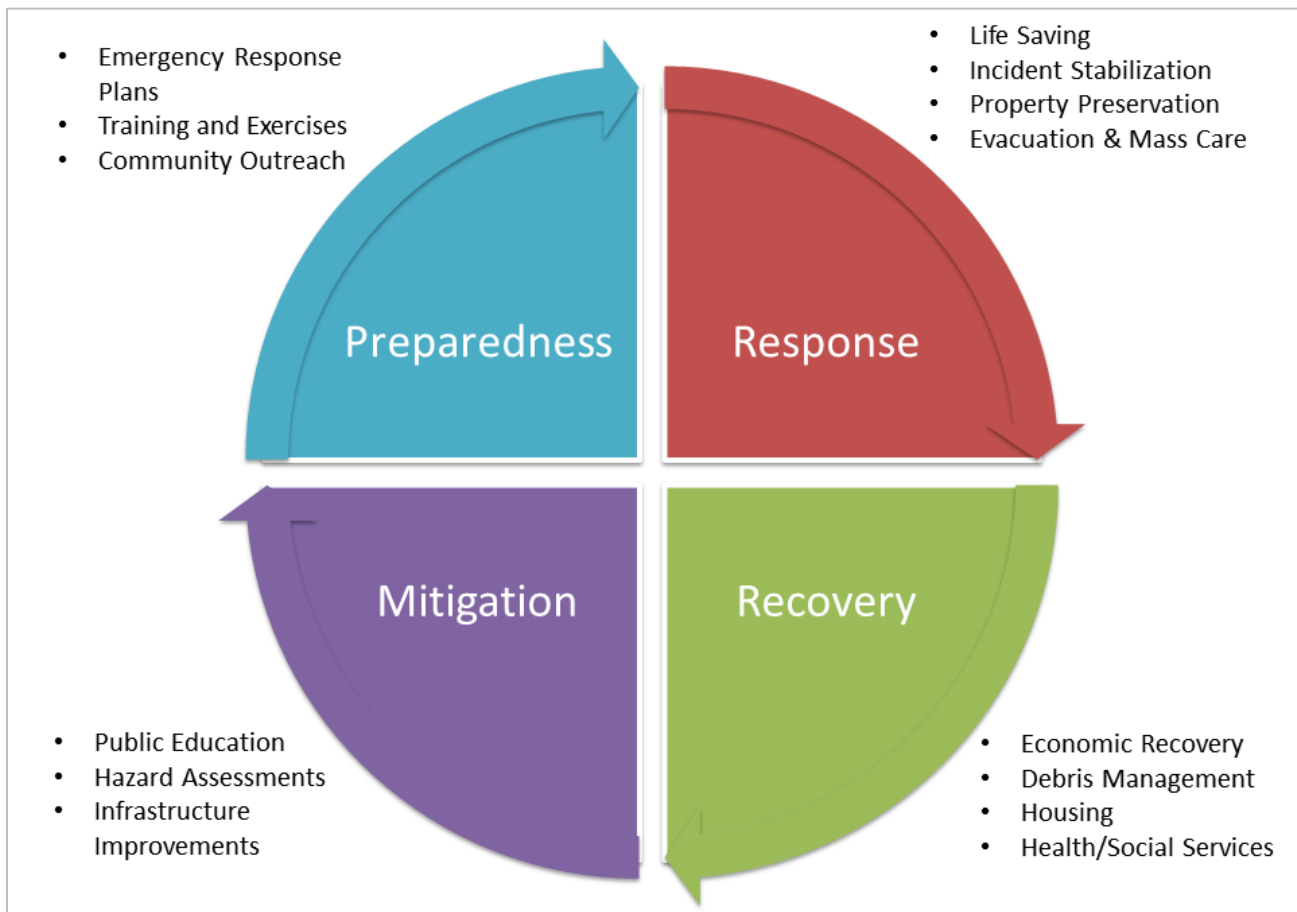 • Emergency Response
Plans
• Training and Exercises
• Community Outreach
• Life Saving
• Incident Stabilization
• Property Preservation
• Evacuation & Mass Care
Preparedness
Response
Mitigation
Recovery
• Public Education
• Hazard Assessments
• Infrastructure
Improvements
• Economic Recovery
• Debris Management
• Housing
• Health/Social Services